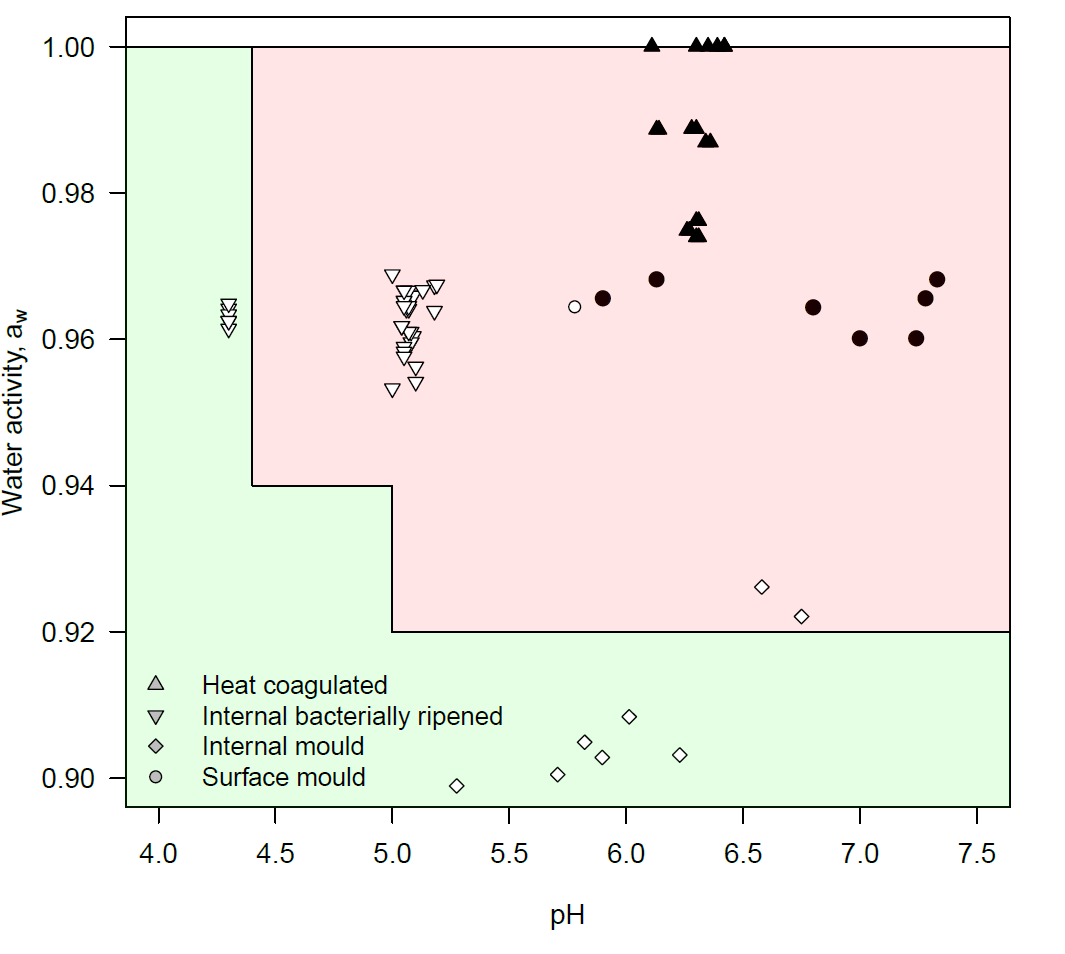 1.00
0.98
0.96
0.94
0.92
0.90
Water activity, aw
Heat coagulated
Internal bacterially ripened
Internal mould
Surface mould
4.0 4.5 5.0 5.5 6.0 6.5 7.0 7.5
pH